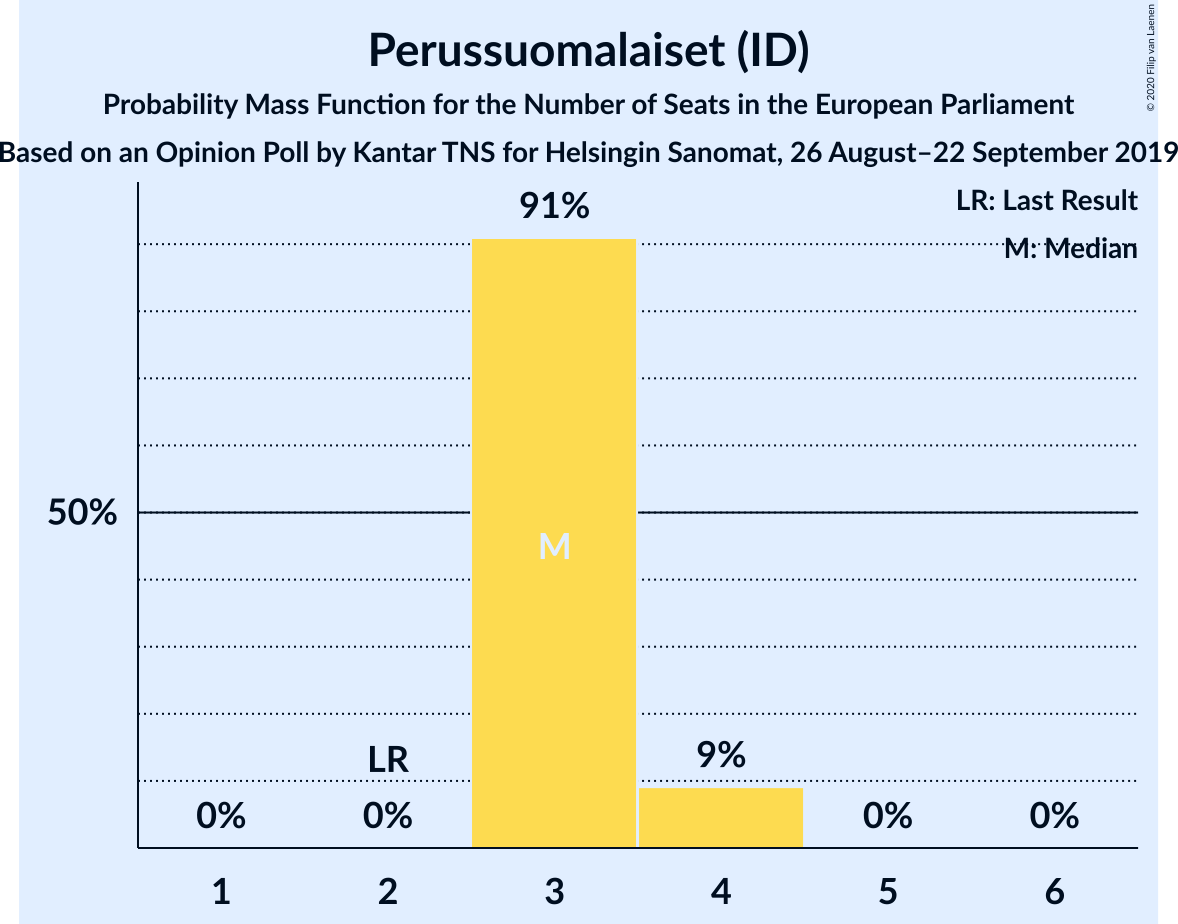 Perussuomalaiset (ID)
Probability Mass Function for the Number of Seats in the European Parliament
Based on an Opinion Poll by Kantar TNS for Helsingin Sanomat, 26 August–22 September 2019
© 2020 Filip van Laenen
LR: Last Result
M: Median
91%
50%
M
LR
9%
0% 0% 0% 0%
1 2 3 4 5 6